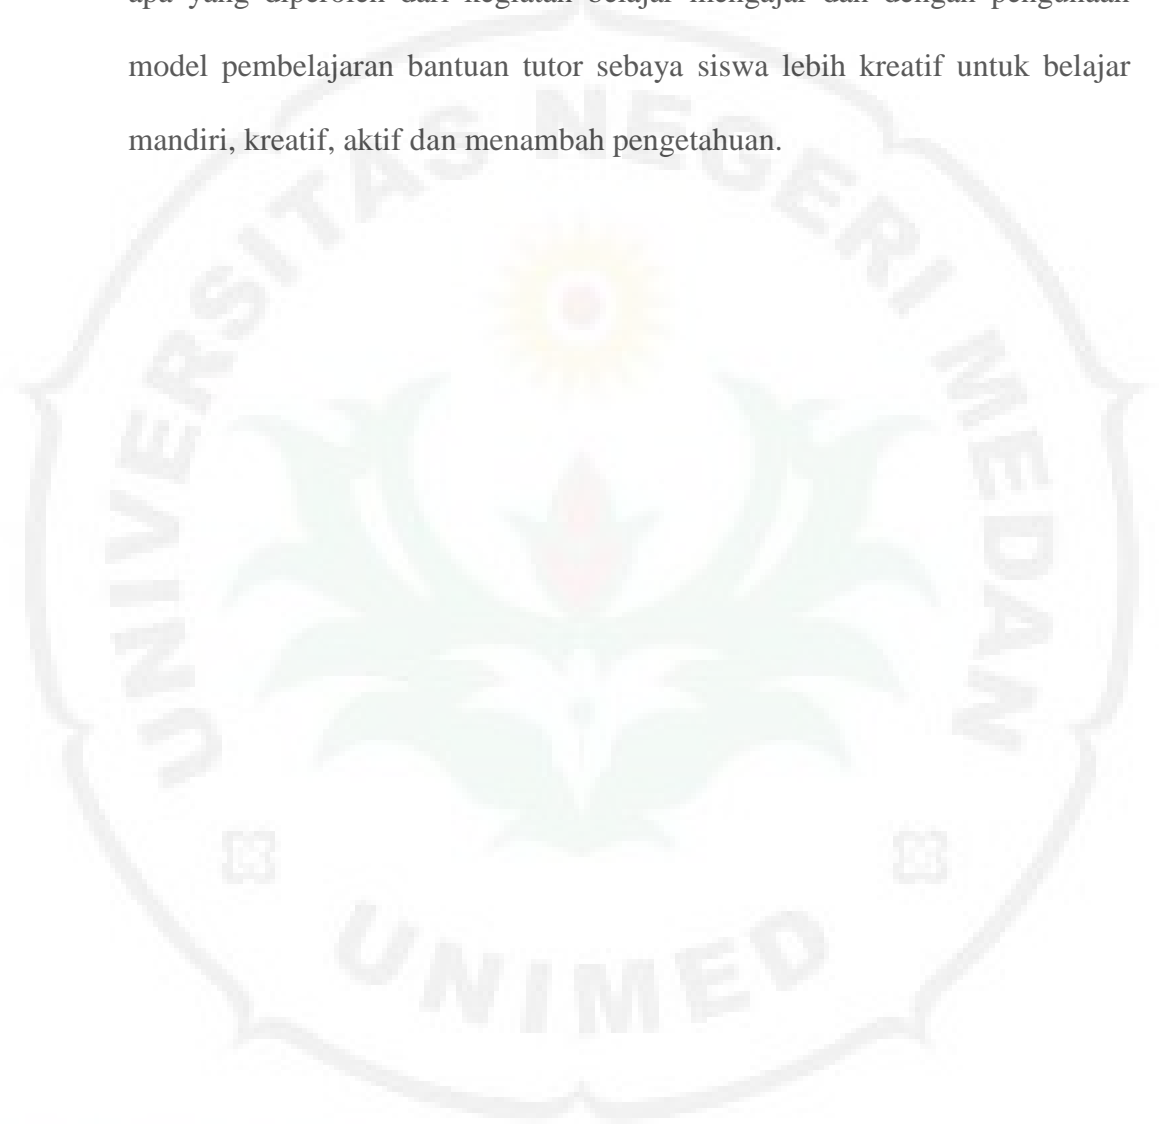 apa yang diperoleh dari kegiatan belajar mengajar dan dengan pengunaan
model pembelajaran bantuan tutor sebaya siswa lebih kreatif untuk belajar
mandiri, kreatif, aktif dan menambah pengetahuan.
UNIVERSITAS NEGERI MEDAN
UNIMED